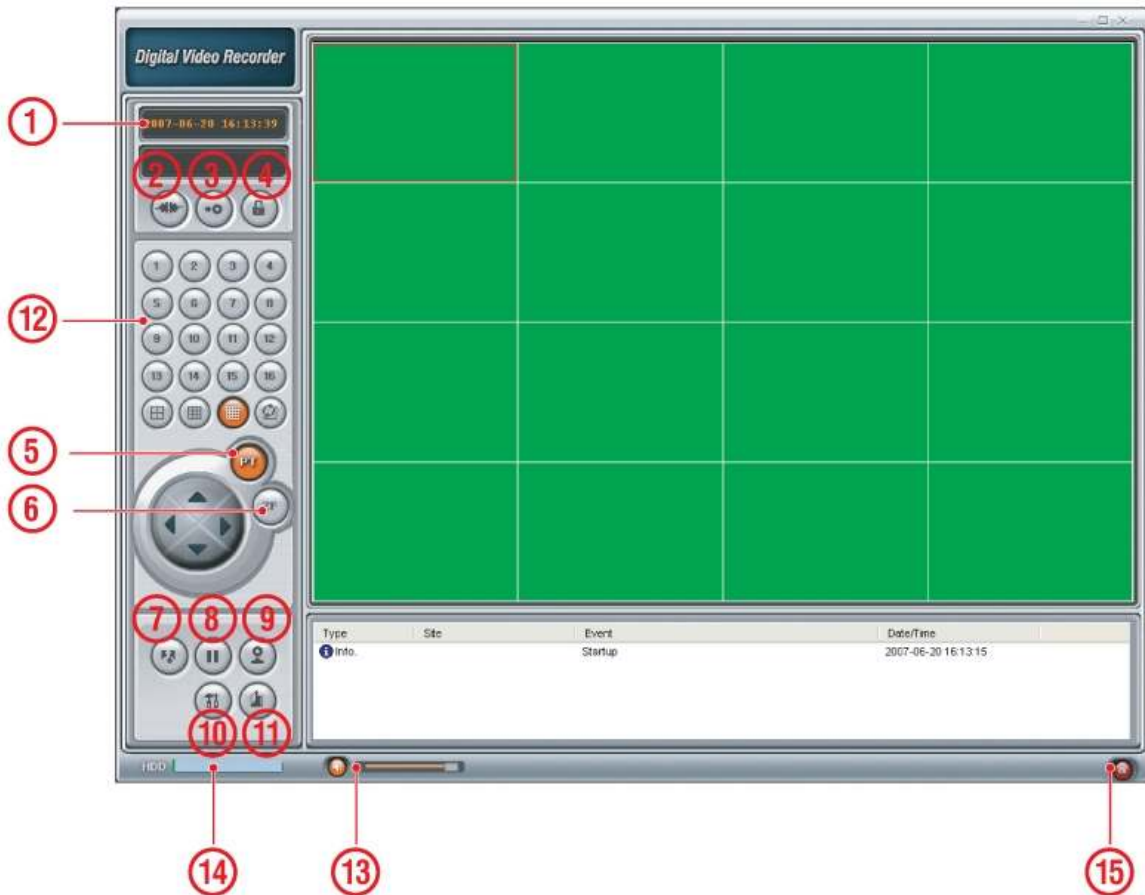 Digital Video Recorder
① 2007-06-20 16:13:39
② ③ ④
1 2 3 4
5 6 7 8
⑫
9 10 11 12
13 14 15 16
⑤ PT
⑥ ZF
⑦ ⑧ ⑨
Type Site Event Date/Time
Info. Startup 2007-06-20 16:13:15
⑩ ⑪
HDD
⑭ ⑬ ⑮